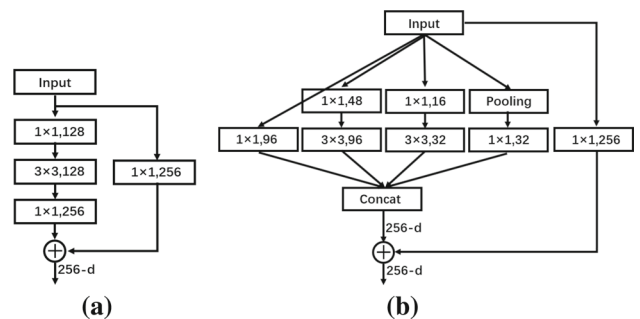 Input
1×1,128
3×3,128
1×1,256
1×1,256
256-d
(a)
Input
1×1,48
1×1,16
Pooling
1×1,96
3×3,96
3×3,32
1×1,32
1×1,256
Concat
256-d
256-d
(b)